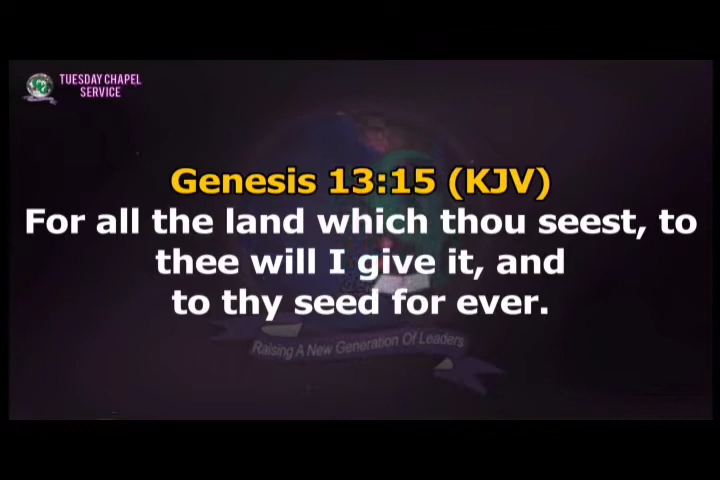 TUESDAY CHAPEL
SERVICE
Genesis 13:15 (KJV)
For all the land which thou seest, to
thee will I give it, and
to thy seed for ever.
Raising A New Generation Of Leaders